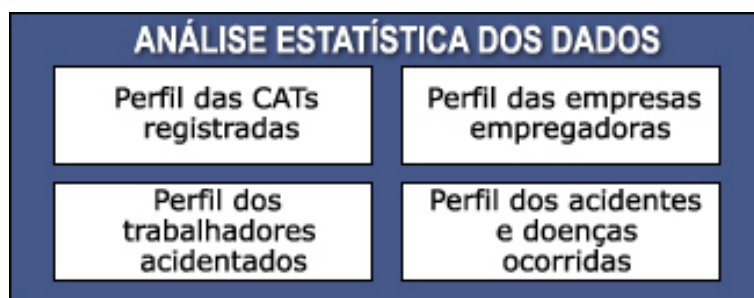 ANÁLISE ESTATÍSTICA DOS DADOS
Perfil das CATs
registradas
Perfil das empresas
empregadoras
Perfil dos
trabalhadores
acidentados
Perfil dos acidentes
e doenças
ocorridas